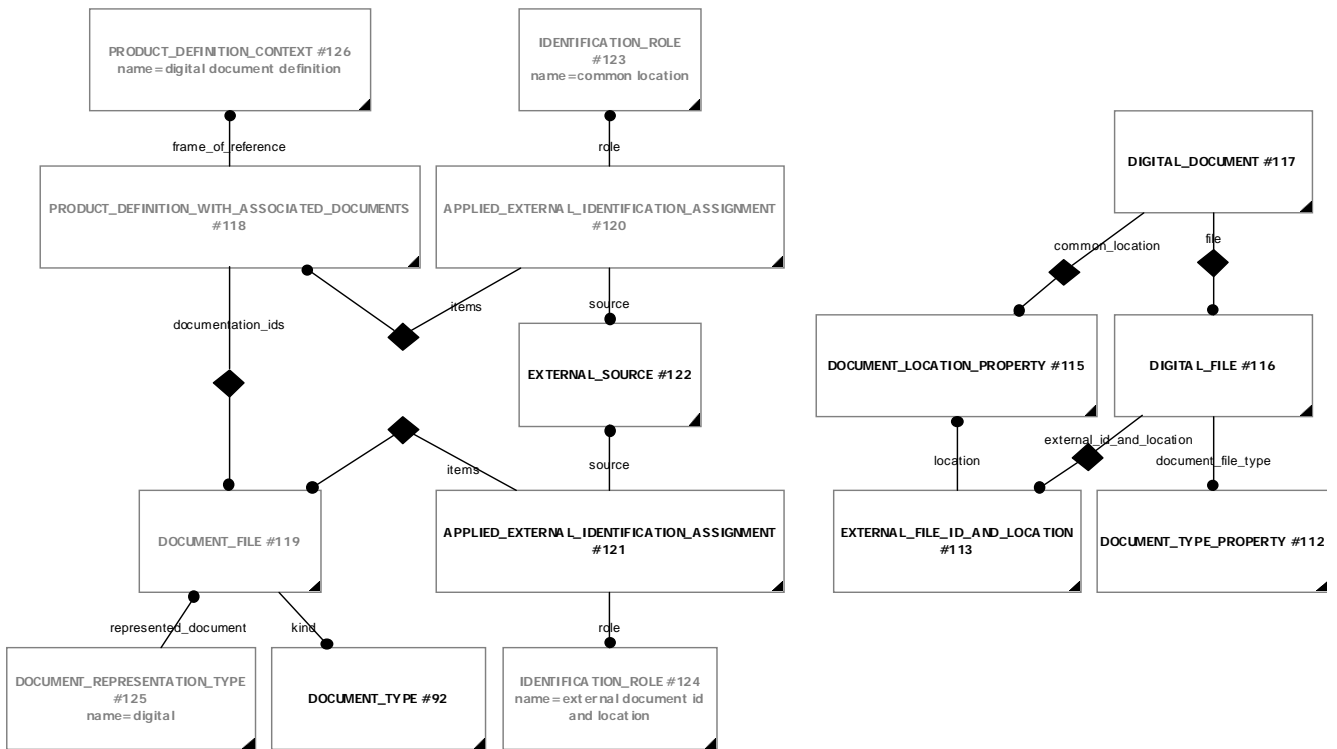 PRODUCT_DEFINITION_CONTEXT #126
name=digital document definition
IDENTIFICATION_ROLE
#123
name=common location
frame_of_reference
role
DIGITAL_DOCUMENT #117
PRODUCT_DEFINITION_WITH_ASSOCIATED_DOCUMENTS
#118
APPLIED_EXTERNAL_IDENTIFICATION_ASSIGNMENT
#120
common_location
file
items
source
documentation_ids
EXTERNAL_SOURCE #122
DOCUMENT_LOCATION_PROPERTY #115
DIGITAL_FILE #116
items
source
external_id_and_location
location
document_file_type
DOCUMENT_FILE #119
APPLIED_EXTERNAL_IDENTIFICATION_ASSIGNMENT
#121
EXTERNAL_FILE_ID_AND_LOCATION
#113
DOCUMENT_TYPE_PROPERTY #112
represented_document
kind
role
DOCUMENT_REPRESENTATION_TYPE
#125
name=digital
DOCUMENT_TYPE #92
IDENTIFICATION_ROLE #124
name=external document id
and location